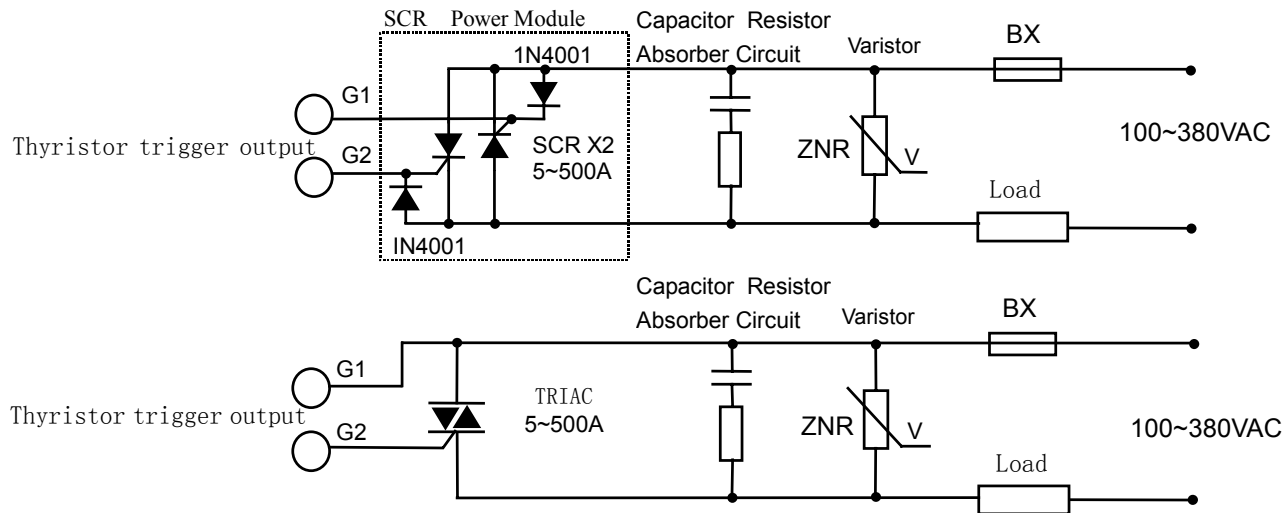 SCR Power Module
Capacitor Resistor
Absorber Circuit
Varistor
BX
1N4001
G1
Thyristor trigger output
G2
SCR X2
5~500A
ZNR
V
100~380VAC
Load
IN4001
Capacitor Resistor
Absorber Circuit
Varistor
BX
G1
Thyristor trigger output
G2
TRIAC
5~500A
ZNR
V
100~380VAC
Load